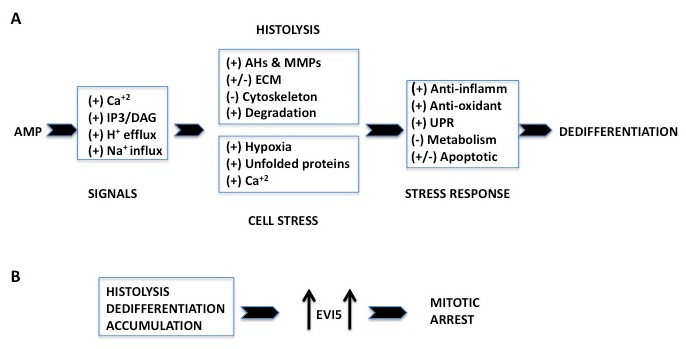 A
HISTOLYSIS
(+) AHs & MMPs
(+/-) ECM
(-) Cytoskeleton
(+) Degradation
AMP
(+) Ca⁺²
(+) IP3/DAG
(+) H⁺ efflux
(+) Na⁺ influx
SIGNALS
(+) Hypoxia
(+) Unfolded proteins
(+) Ca⁺²
CELL STRESS
(+) Anti-inflamm
(+) Anti-oxidant
(+) UPR
(-) Metabolism
(+/-) Apoptotic
STRESS RESPONSE
DEDIFFERENTIATION
B
HISTOLYSIS
DEDIFFERENTIATION
ACCUMULATION
EVI5
MITOTIC
ARREST